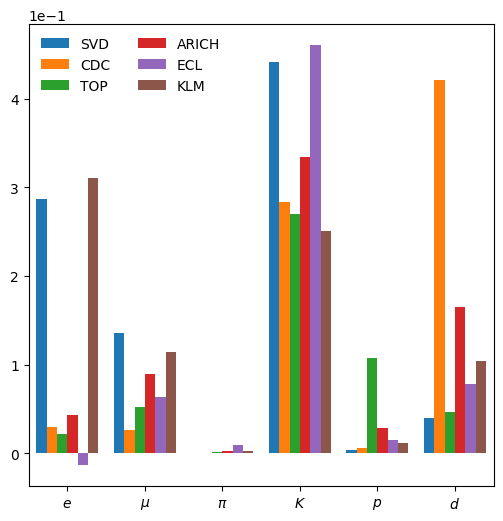 1e−1
SVD ARICH
CDC ECL
TOP KLM
4
3
2
1
0
e μ π K p d